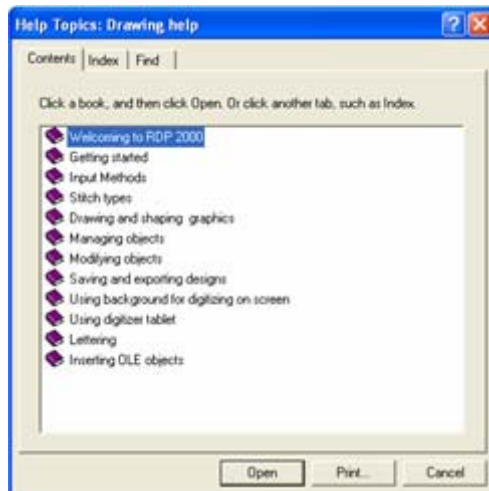 Help Topics: Drawing help
Contents Index Find
Click a book, and then click Open. Or click another tab, such as Index.
Welcoming to RDP 2000
Getting started
Input Methods
Stitch types
Drawing and shaping graphics
Managing objects
Modifying objects
Saving and exporting designs
Using background for digitizing on screen
Using digitizer tablet
Lettering
Inserting OLE objects
Open Print... Cancel